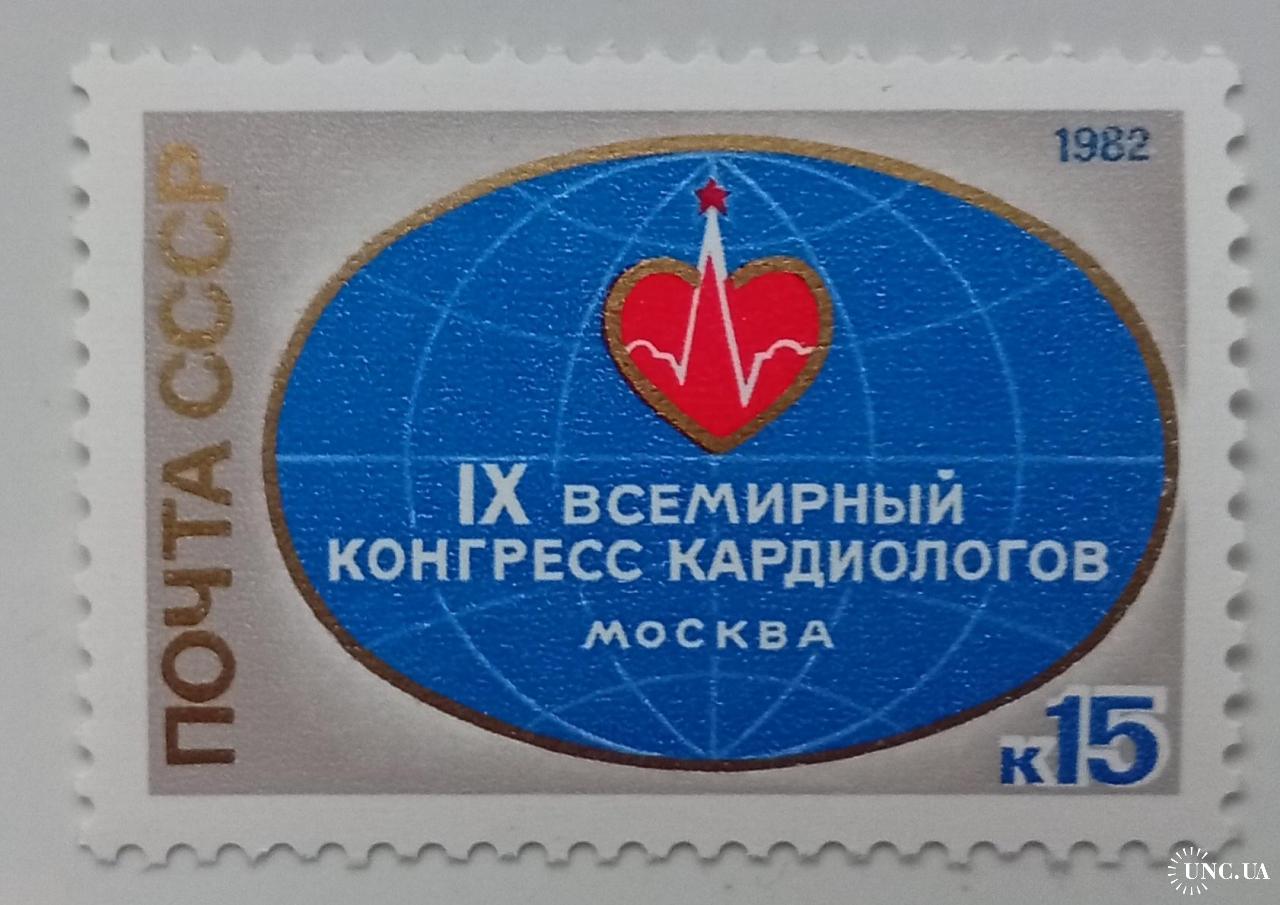 ПОЧТА СССР
1982
IX ВСЕМИРНЫЙ
КОНГРЕСС КАРДИОЛОГОВ
МОСКВА
к15
UNC.UA